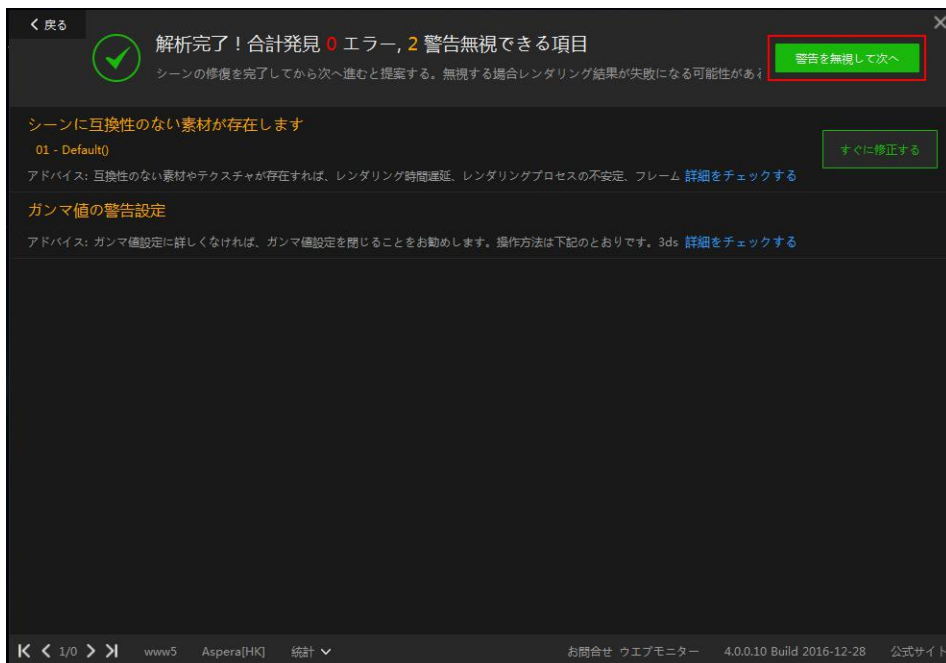 戻る
解析完了！合計発見 0 エラー, 2 警告無視できる項目
シーンの修復を完了してから次へ進むと提案する。無視する場合レンダリング結果が失敗になる可能性がある
警告を無視して次へ
シーンに互換性のない素材が存在します
01 - Default()
すぐに修正する
アドバイス: 互換性のない素材やテクスチャが存在すれば、レンダリング時間遅延、レンダリングプロセスの不安定、フレーム 詳細をチェックする
ガンマ値の警告設定
アドバイス: ガンマ値設定に詳しくなければ、ガンマ値設定を閉じることをお勧めします。操作方法は下記のとおりです。3ds 詳細をチェックする
1/0 www5 Aspera[HK] 統計 お問合せ ウエブモニター 4.0.0.10 Build 2016-12-28 公式サイト